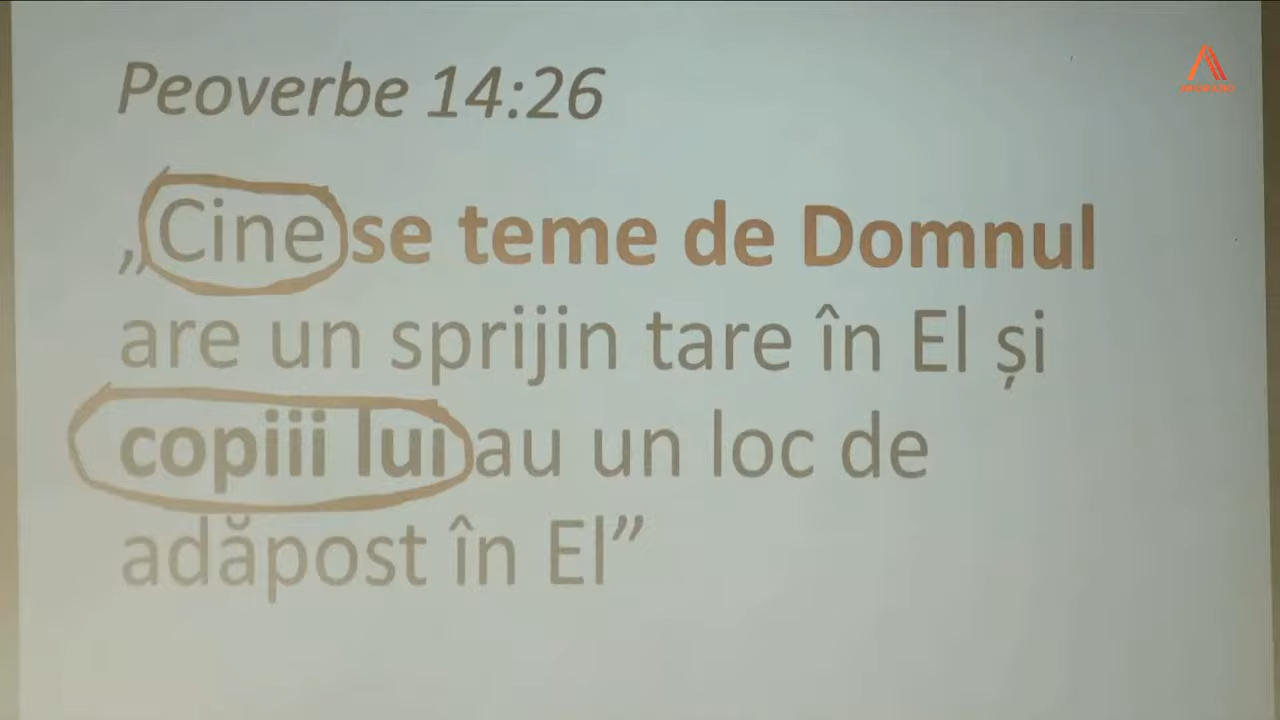 Peoverbe 14:26
„Cine se teme de Domnul
are un sprijin tare în El și
copiii lui au un loc de
adăpost în El”